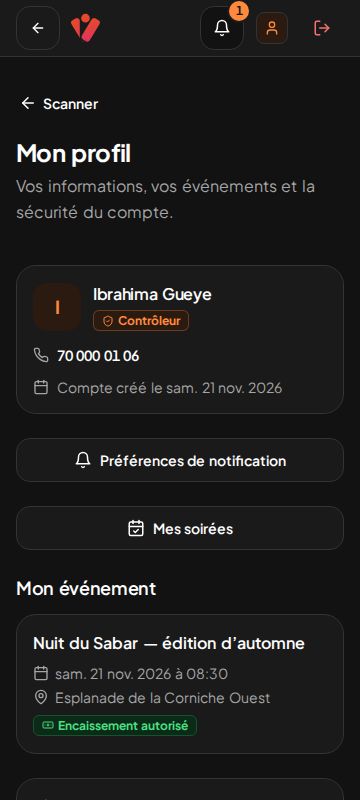 1
Scanner
Mon profil
Vos informations, vos événements et la
sécurité du compte.
I
Ibrahima Gueye
Contrôleur
70 000 01 06
Compte créé le sam. 21 nov. 2026
Préférences de notification
Mes soirées
Mon événement
Nuit du Sabar — édition d’automne
sam. 21 nov. 2026 à 08:30
Esplanade de la Corniche Ouest
Encaissement autorisé